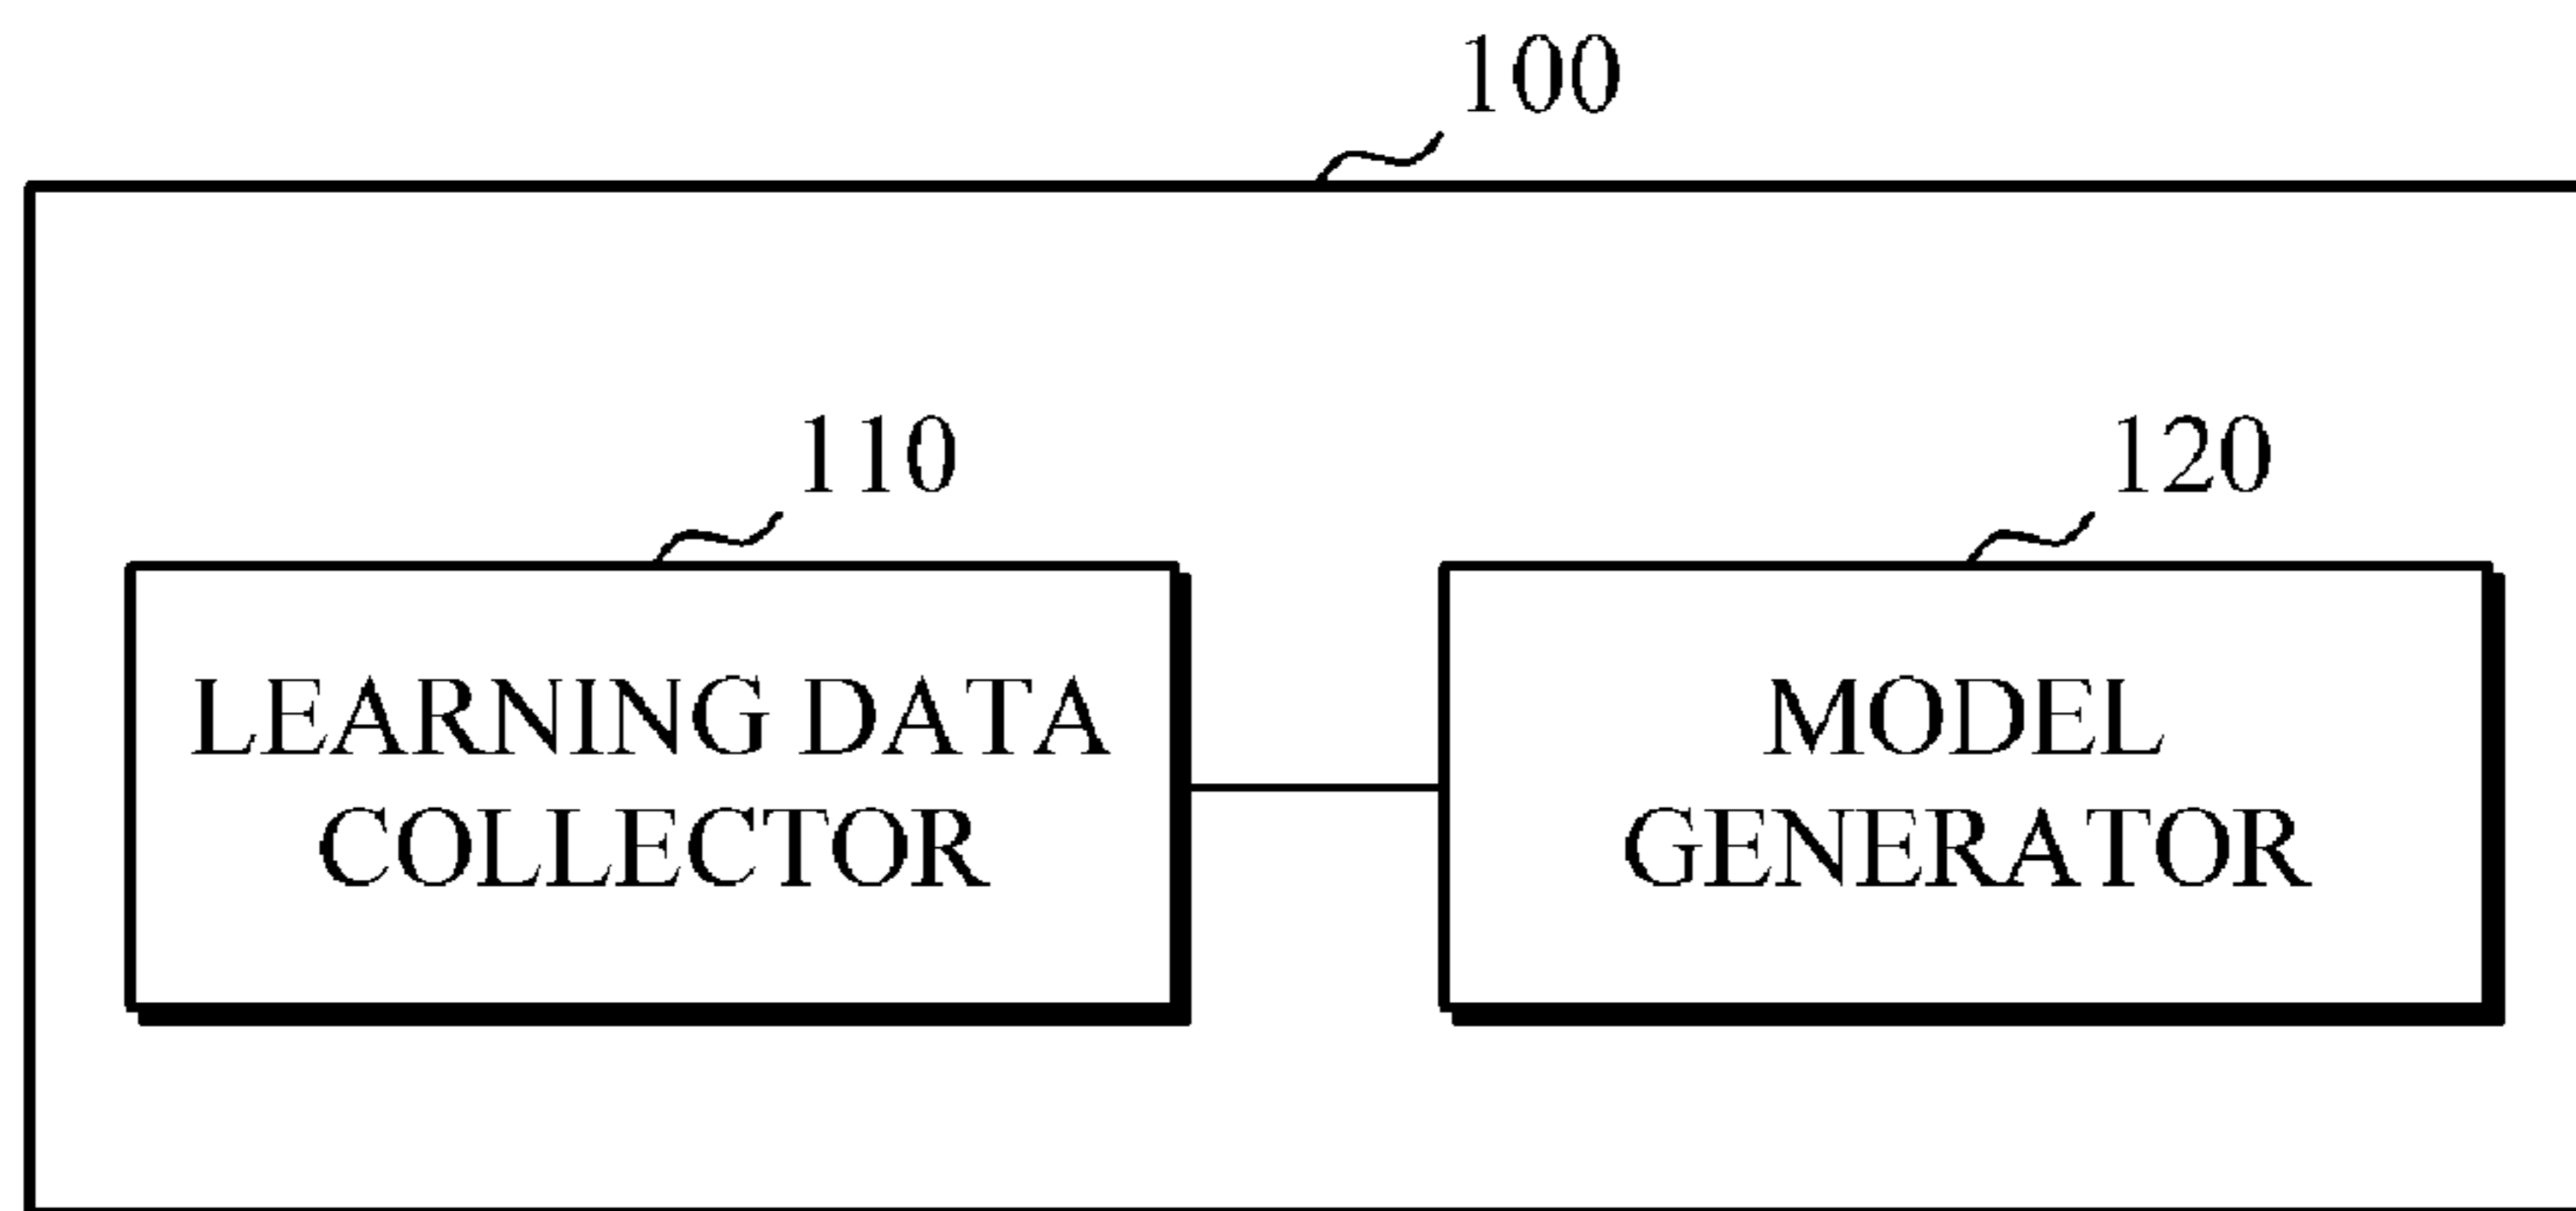 100
110
120
LEARNING DATA
COLLECTOR
MODEL
GENERATOR